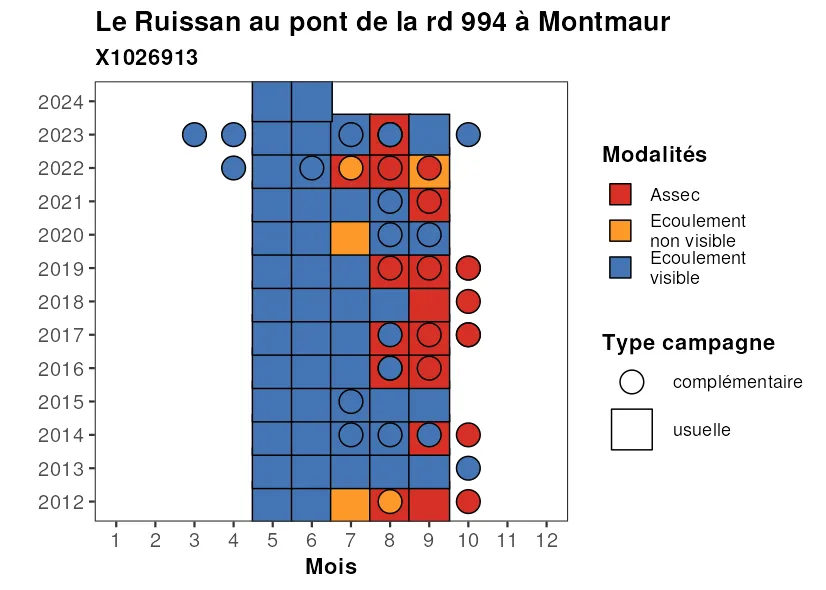 Le Ruissan au pont de la rd 994 à Montmaur
X1026913
2024
2023
2022
2021
2020
2019
2018
2017
2016
2015
2014
2013
2012
1 2 3 4 5 6 7 8 9 10 11 12
Mois
Modalités
Assec
Ecoulement
non visible
Ecoulement
visible
Type campagne
complémentaire
usuelle